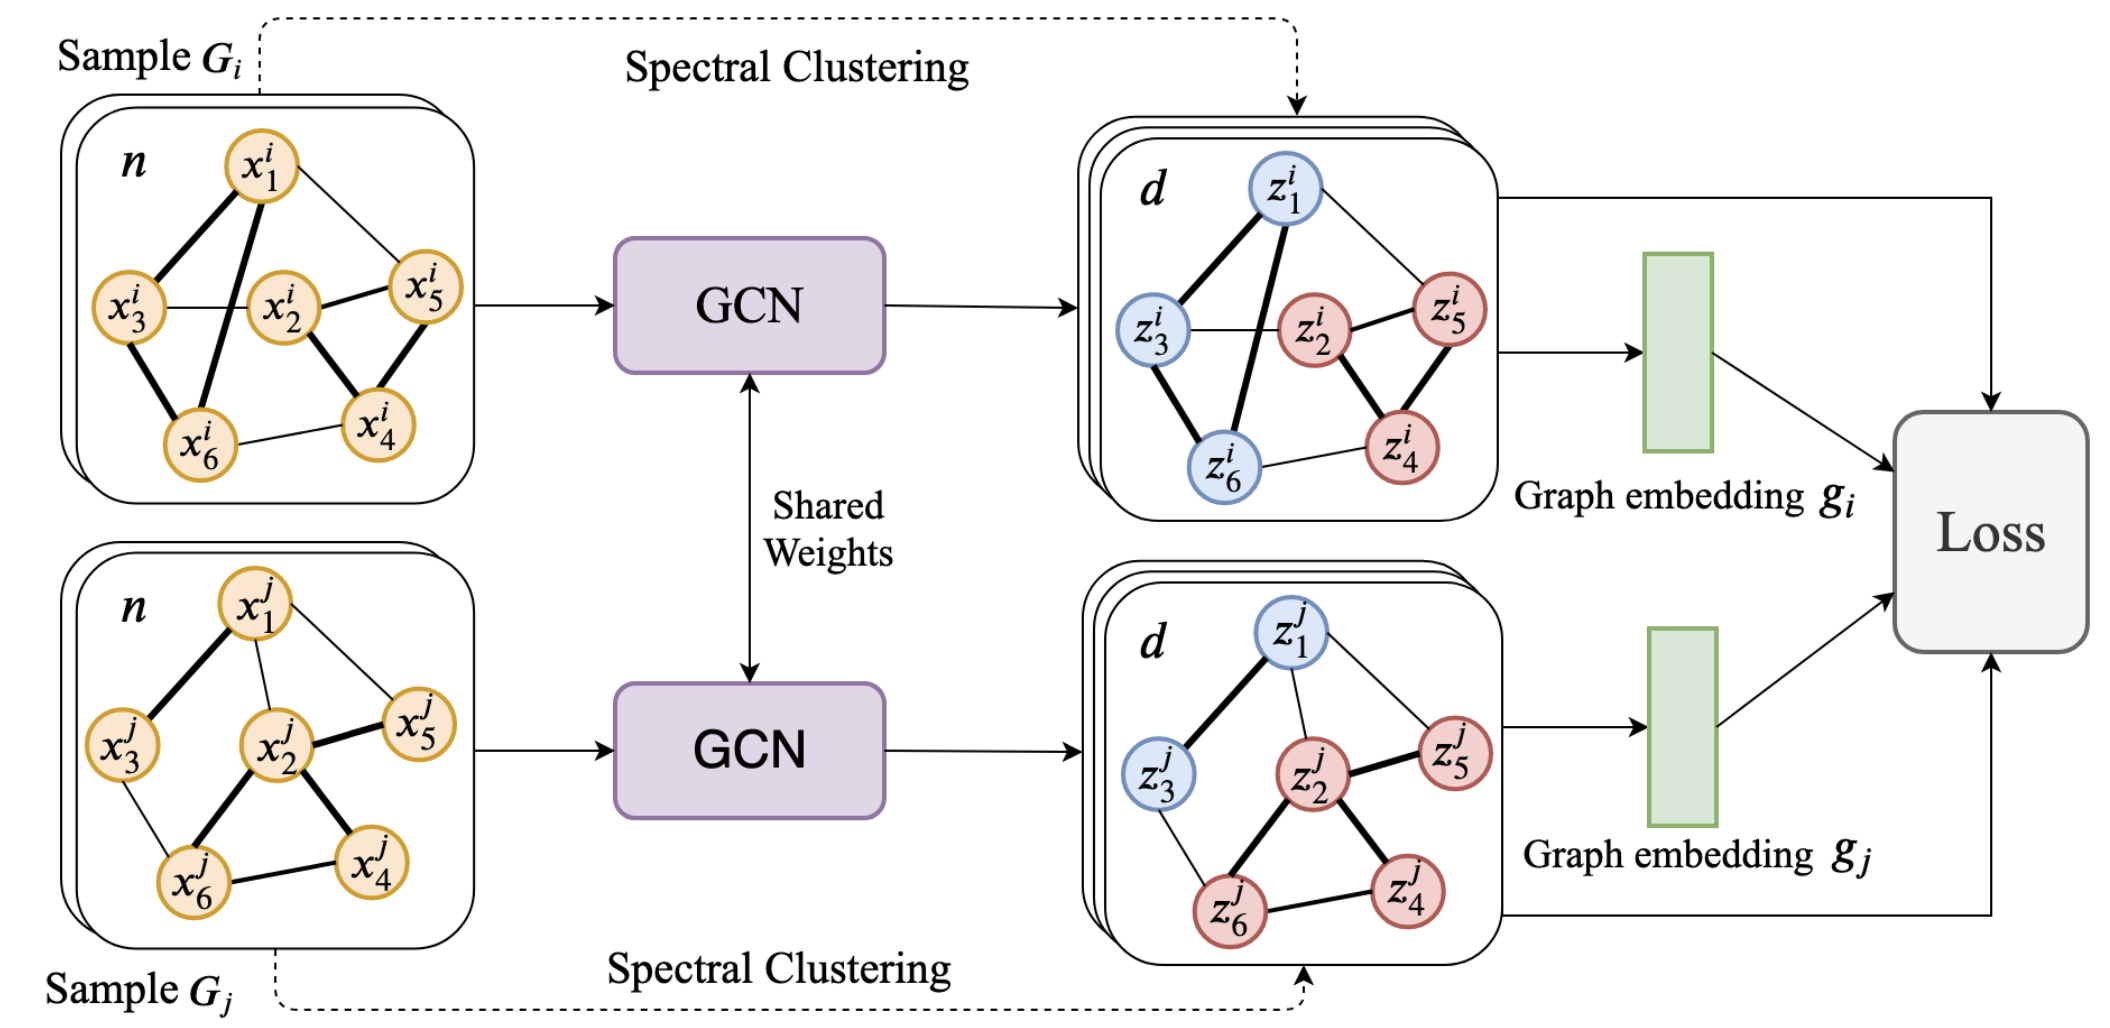 Sample G_i
Spectral Clustering
n
x_1^i
x_3^i
x_2^i
x_5^i
x_6^i
x_4^i
GCN
d
z_1^i
z_3^i
z_2^i
z_5^i
z_6^i
z_4^i
Graph embedding g_i
Shared
Weights
Loss
n
x_1^j
x_3^j
x_2^j
x_5^j
x_6^j
x_4^j
GCN
d
z_1^j
z_3^j
z_2^j
z_5^j
z_6^j
z_4^j
Graph embedding g_j
Spectral Clustering
Sample G_j